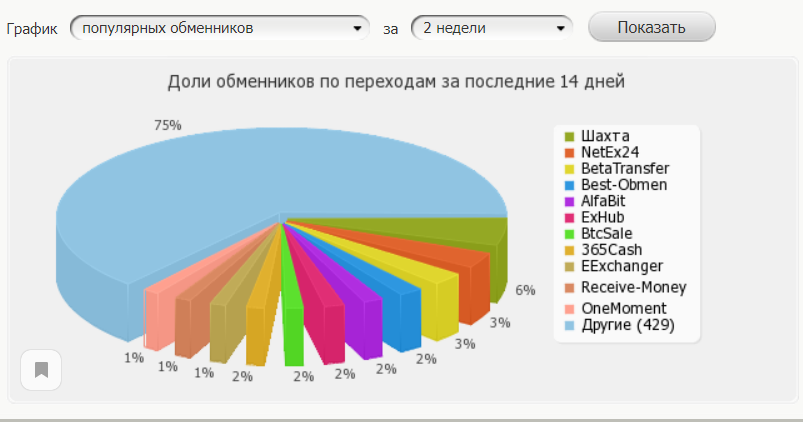 График популярных обменников за 2 недели Показать
Доли обменников по переходам за последние 14 дней
75%
Шахта
NetEx24
BetaTransfer
Best-Obmen
AlfaBit
ExHub
BtcSale
365Cash
EExchanger
Receive-Money
OneMoment
Другие (429)
6%
3%
3%
2%
2%
2%
2%
2%
1%
1%
1%